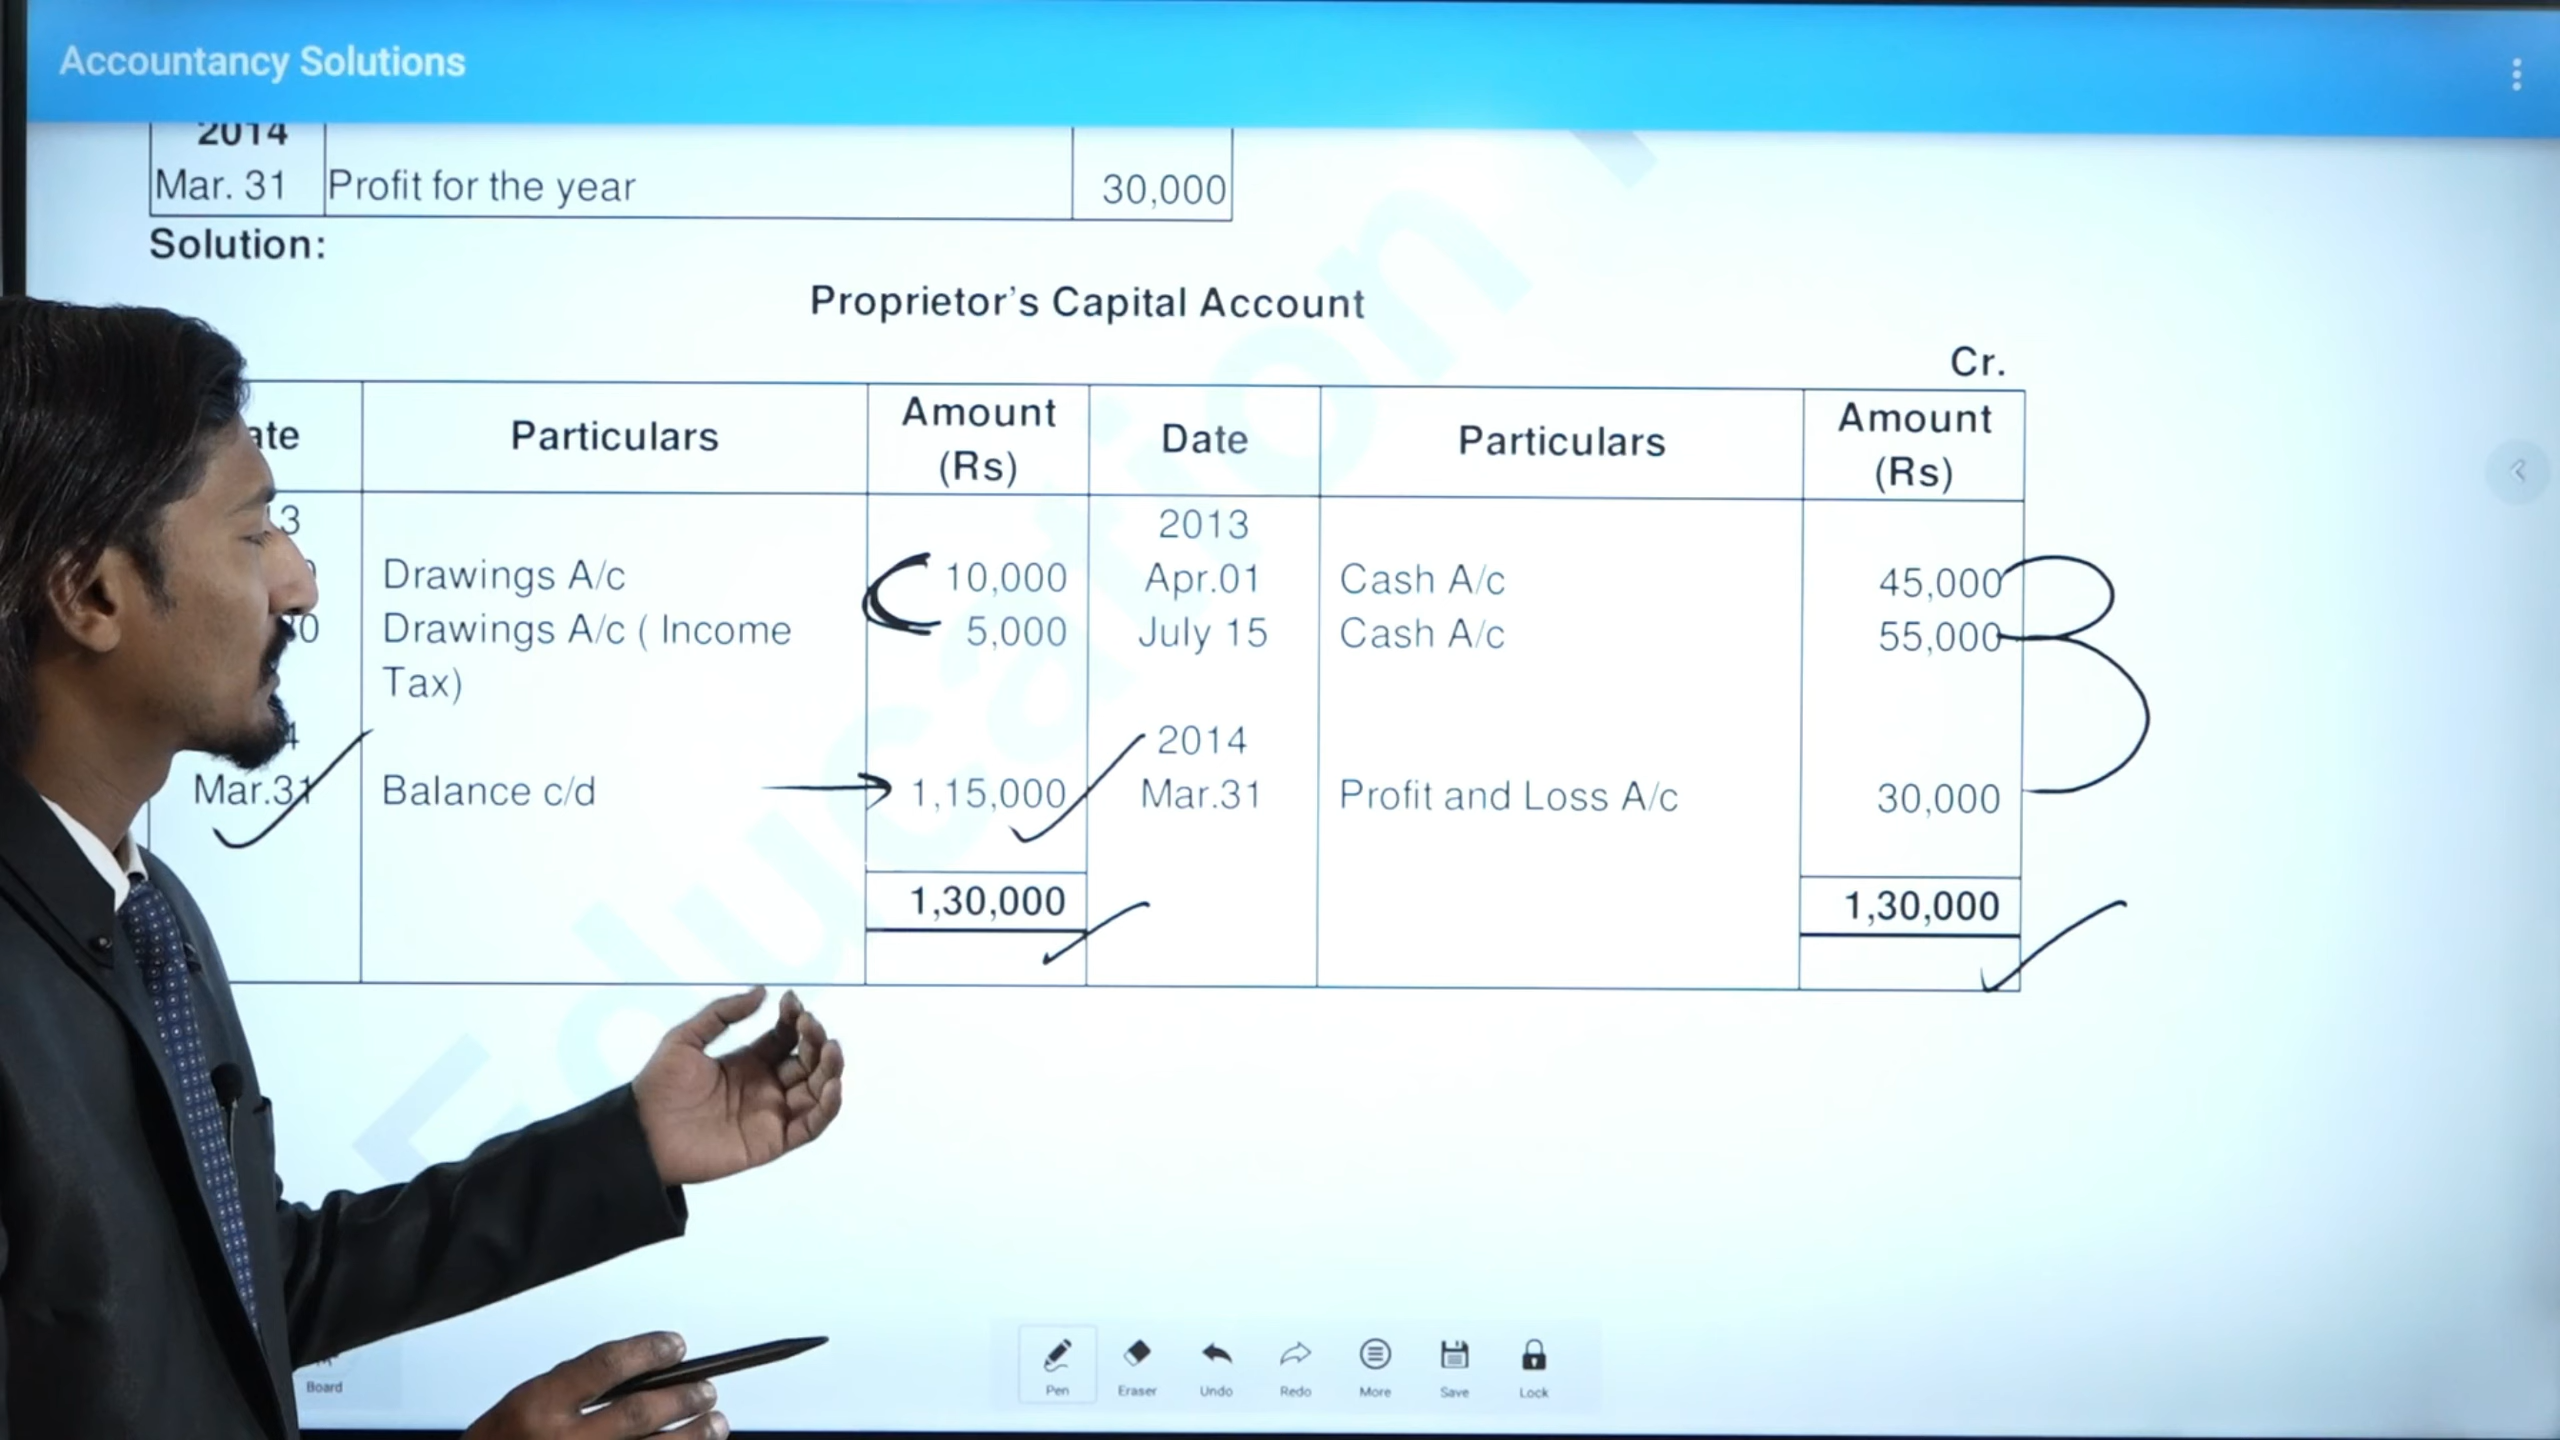 Accountancy Solutions
2014
Mar. 31 Profit for the year 30,000
Solution:
Proprietor's Capital Account
Cr.
Particulars Amount (Rs) Date Particulars Amount (Rs)
2013
Drawings A/c 10,000 Apr.01 Cash A/c 45,000
Drawings A/c ( Income 5,000 July 15 Cash A/c 55,000
Tax)
2014
Mar.31 Balance c/d 1,15,000 Mar.31 Profit and Loss A/c 30,000
1,30,000 1,30,000
Education
Board Pen Eraser Undo Redo More Save Lock